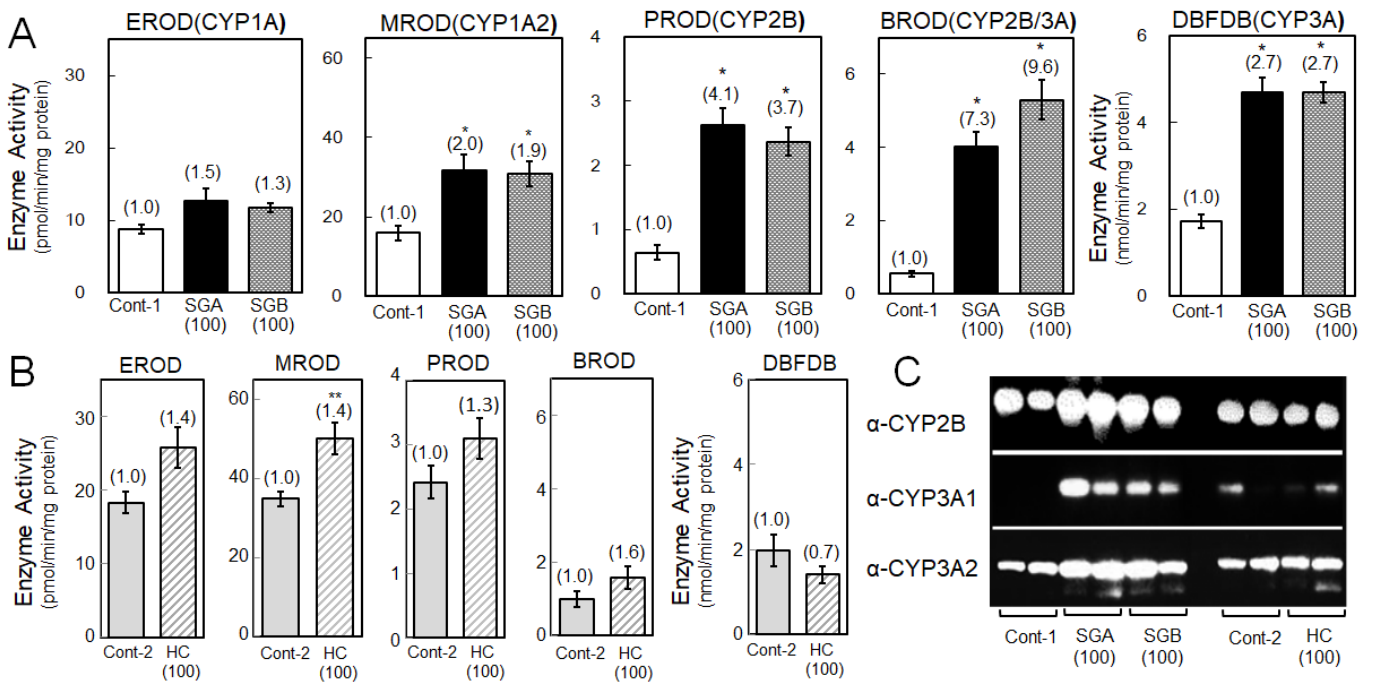 A
EROD(CYP1A)
Enzyme Activity
(pmol/min/mg protein)
30
20
10
0
(1.0)
(1.5)
(1.3)
Cont-1
SGA
(100)
SGB
(100)
MROD(CYP1A2)
60
40
20
0
(1.0)
*
(2.0)
*
(1.9)
Cont-1
SGA
(100)
SGB
(100)
PROD(CYP2B)
4
3
2
1
0
(1.0)
*
(4.1)
*
(3.7)
Cont-1
SGA
(100)
SGB
(100)
BROD(CYP2B/3A)
6
4
2
0
(1.0)
*
(7.3)
*
(9.6)
Cont-1
SGA
(100)
SGB
(100)
DBFDB(CYP3A)
Enzyme Activity
(nmol/min/mg protein)
6
4
2
0
(1.0)
*
(2.7)
*
(2.7)
Cont-1
SGA
(100)
SGB
(100)
B
EROD
Enzyme Activity
(pmol/min/mg protein)
30
20
10
0
(1.0)
(1.4)
Cont-2
HC
(100)
MROD
60
40
20
0
(1.0)
**
(1.4)
Cont-2
HC
(100)
PROD
4
3
2
1
0
(1.0)
(1.3)
Cont-2
HC
(100)
BROD
6
4
2
0
(1.0)
(1.6)
Cont-2
HC
(100)
DBFDB
Enzyme Activity
(nmol/min/mg protein)
6
4
2
0
(1.0)
(0.7)
Cont-2
HC
(100)
C
α-CYP2B
α-CYP3A1
α-CYP3A2
Cont-1
SGA
(100)
SGB
(100)
Cont-2
HC
(100)